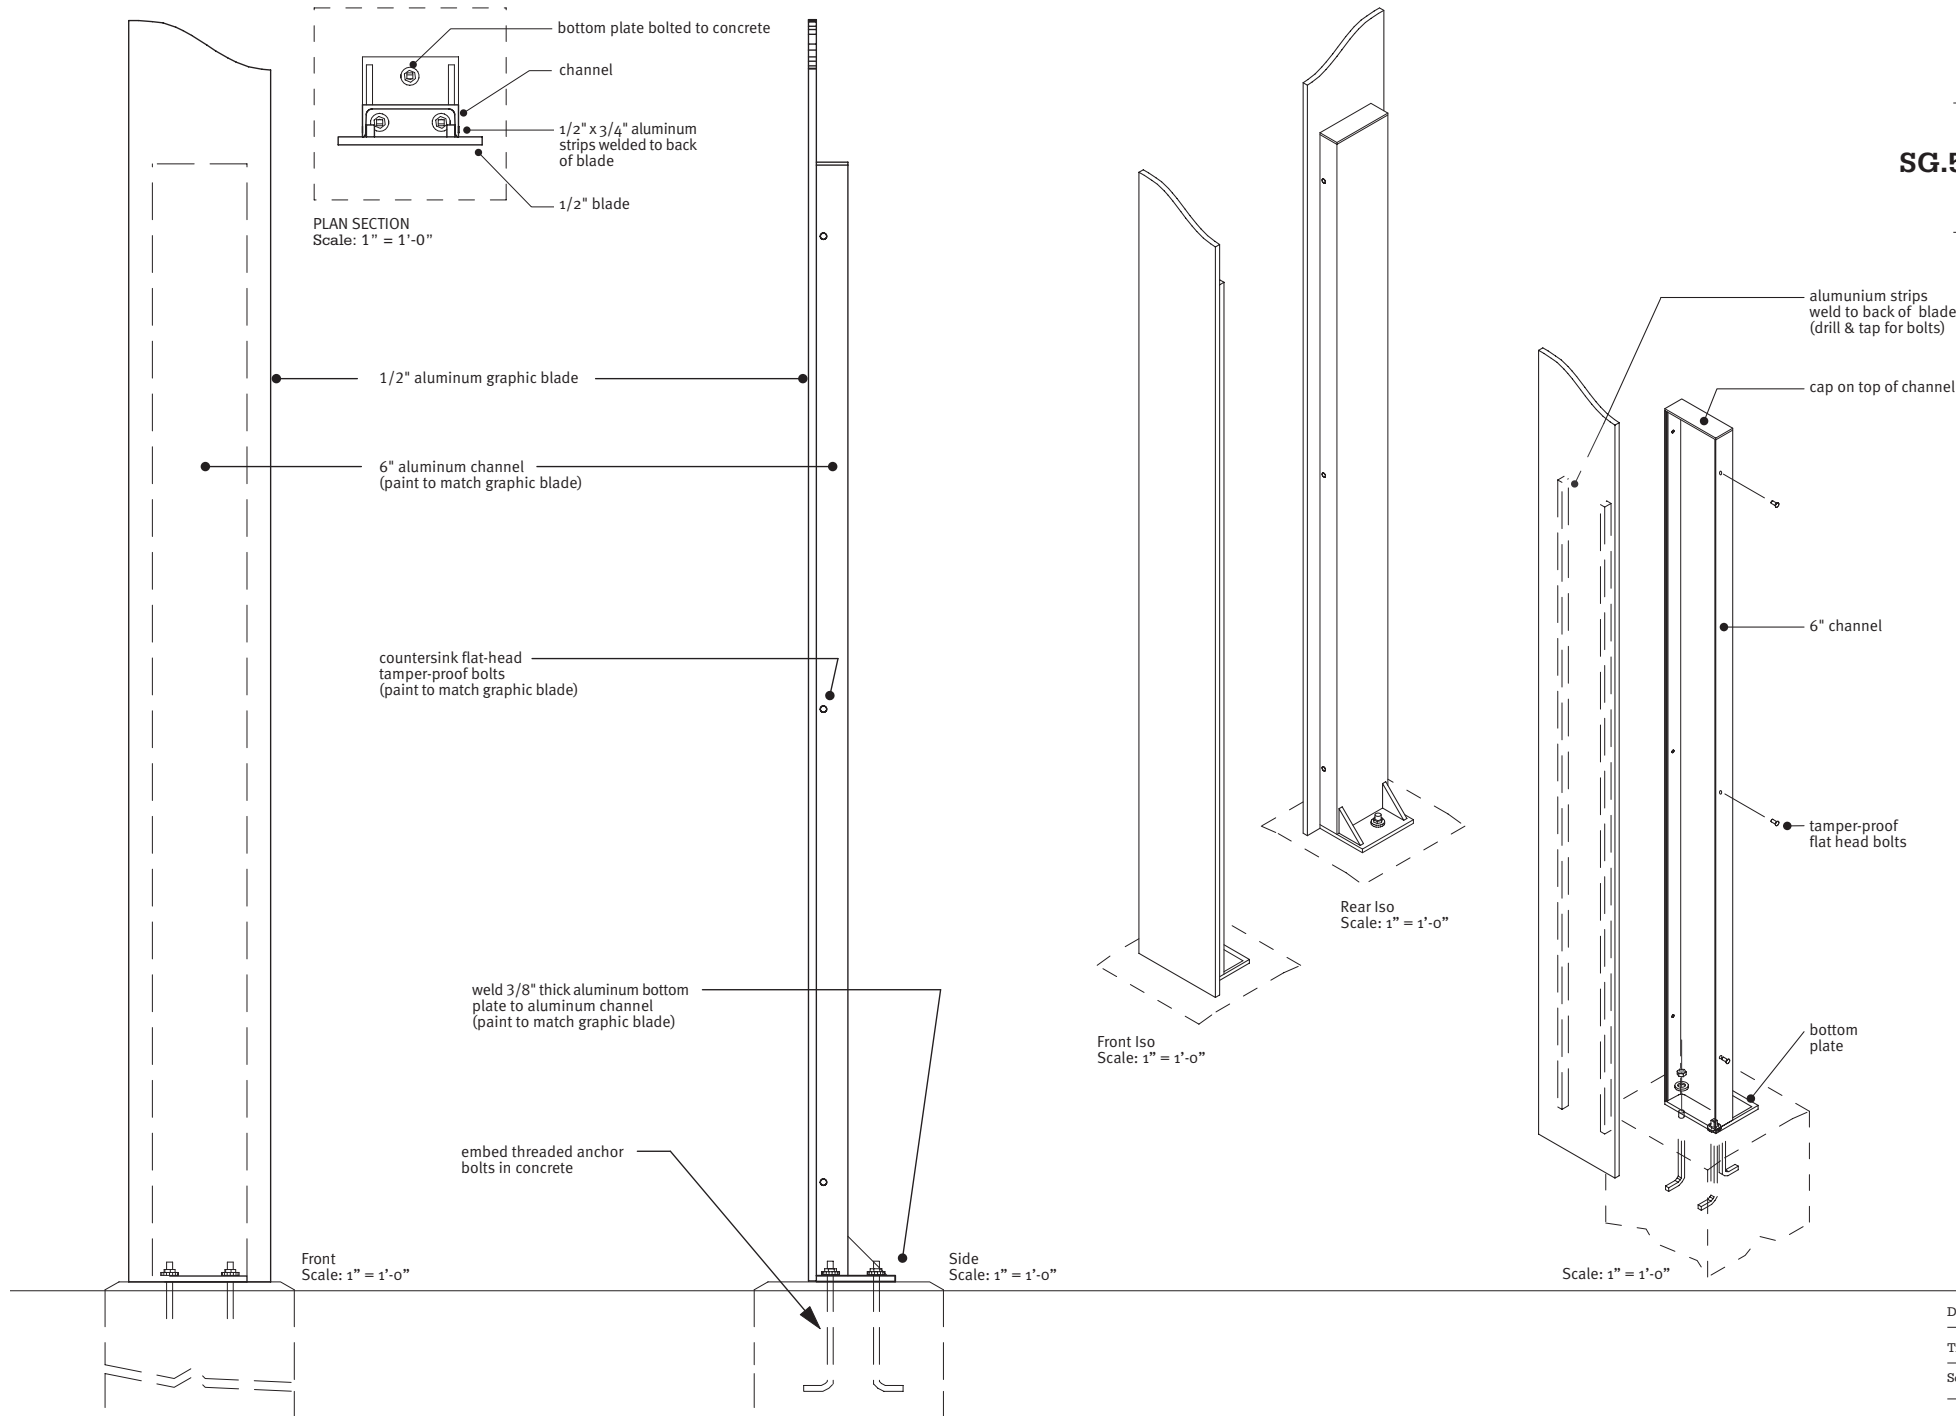 bottom plate bolted to concrete
channel
1/2" x 3/4" aluminum
strips welded to back
of blade
1/2" blade
PLAN SECTION
Scale: 1” = 1'-0”
1/2" aluminum graphic blade
6" aluminum channel
(paint to match graphic blade)
countersink flat-head
tamper-proof bolts
(paint to match graphic blade)
weld 3/8" thick aluminum bottom
plate to aluminum channel
(paint to match graphic blade)
embed threaded anchor
bolts in concrete
Front
Scale: 1” = 1’-0”
Side
Scale: 1” = 1’-0”
Front Iso
Scale: 1” = 1’-0”
Rear Iso
Scale: 1” = 1’-0”
SG.5
alumunium strips
weld to back of blade
(drill & tap for bolts)
cap on top of channel
6" channel
tamper-proof
flat head bolts
bottom
plate
Scale: 1” = 1’-0”